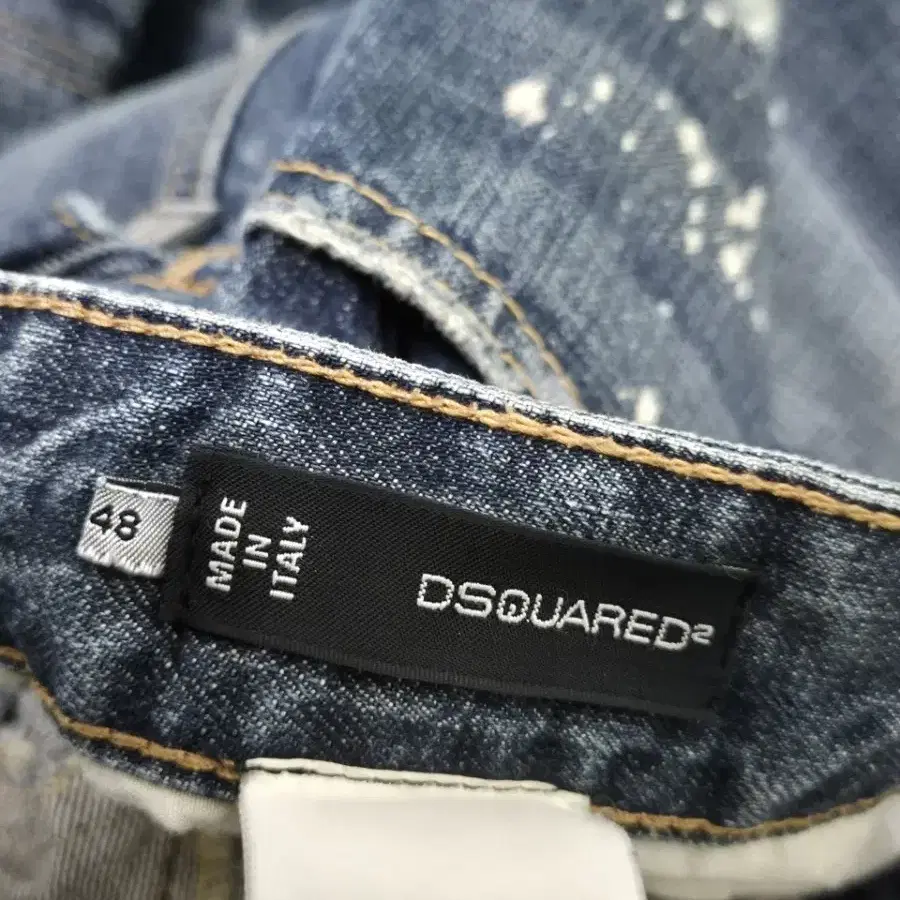 48
MADE
IN
ITALY
DSQUARED²